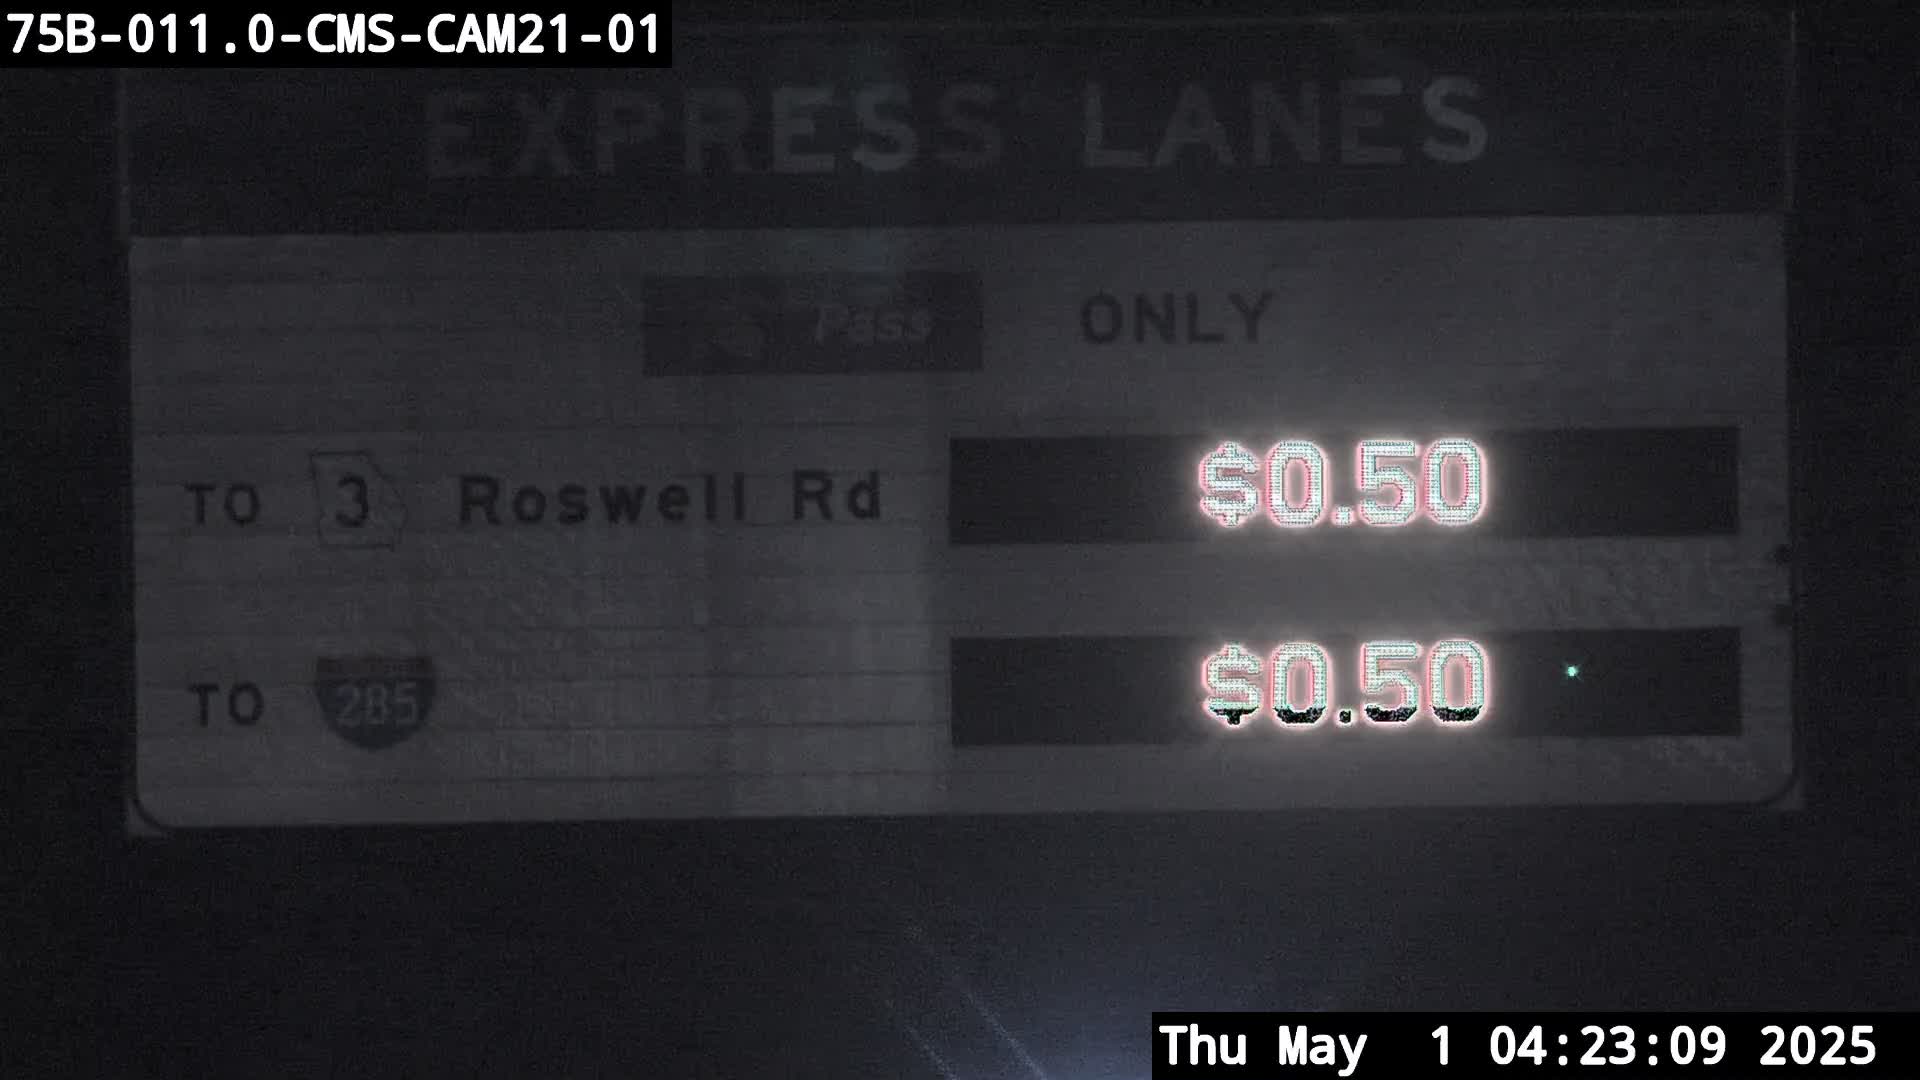 75B-011.0-CMS-CAM21-01
EXPRESS LANES
Pass ONLY
TO 3 Roswell Rd $0.50
TO 285 $0.50
Thu May 1 04:23:09 2025